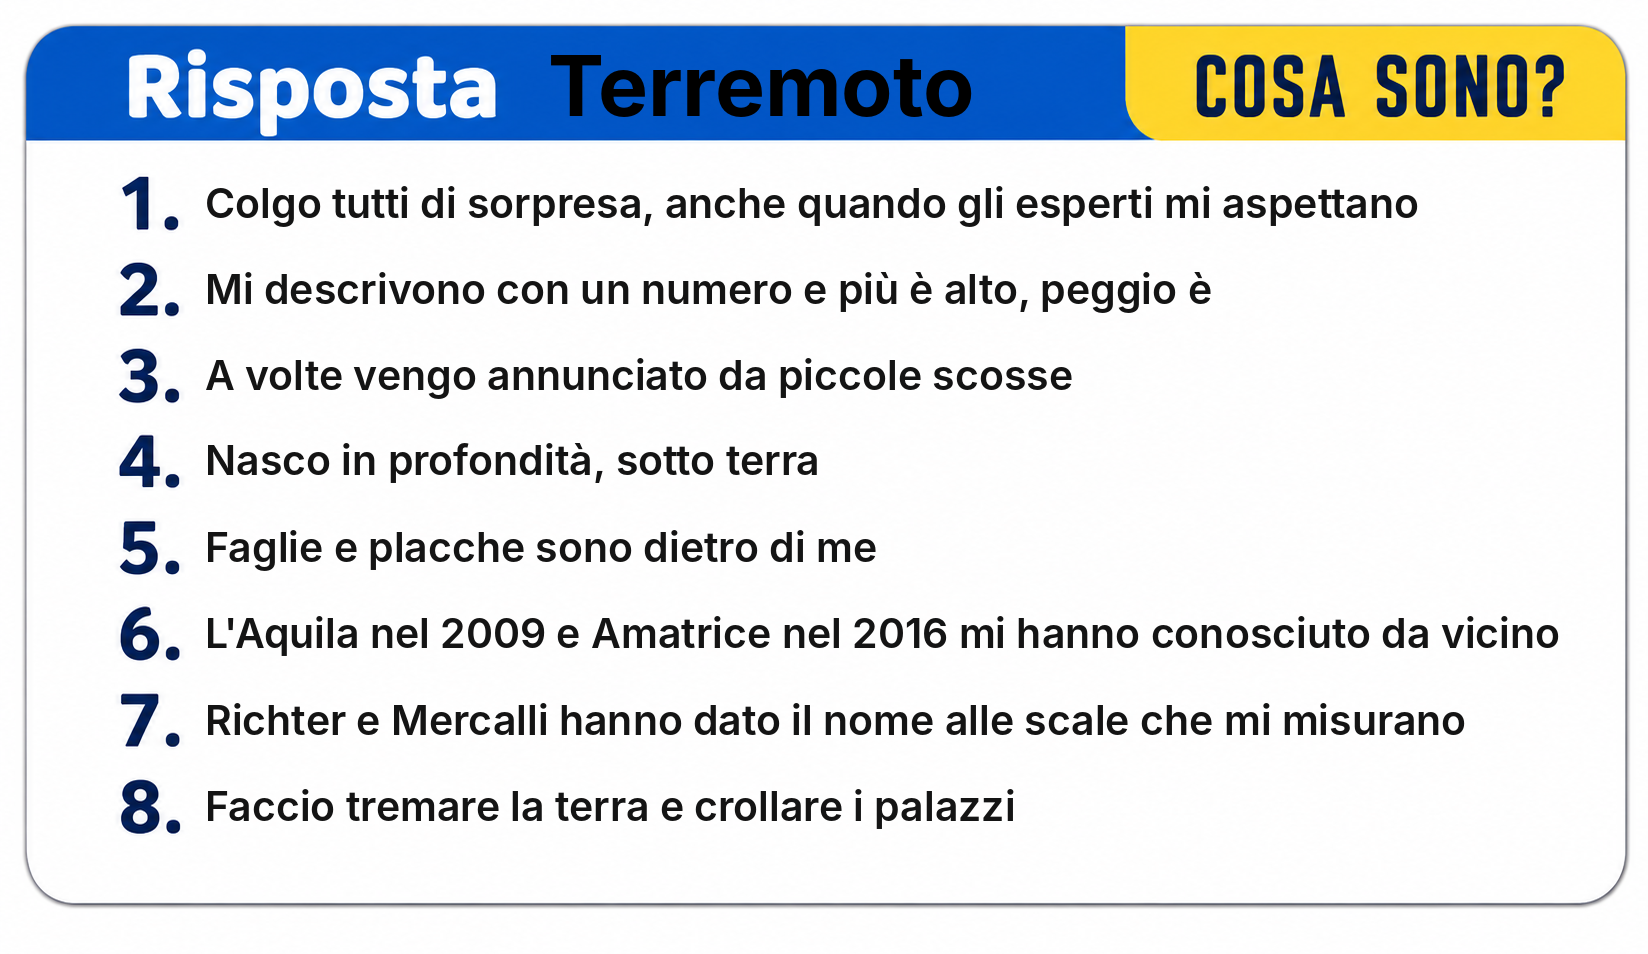 Risposta Terremoto
COSA SONO?
1. Colgo tutti di sorpresa, anche quando gli esperti mi aspettano
2. Mi descrivono con un numero e più è alto, peggio è
3. A volte vengo annunciato da piccole scosse
4. Nasco in profondità, sotto terra
5. Faglie e placche sono dietro di me
6. L'Aquila nel 2009 e Amatrice nel 2016 mi hanno conosciuto da vicino
7. Richter e Mercalli hanno dato il nome alle scale che mi misurano
8. Faccio tremare la terra e crollare i palazzi